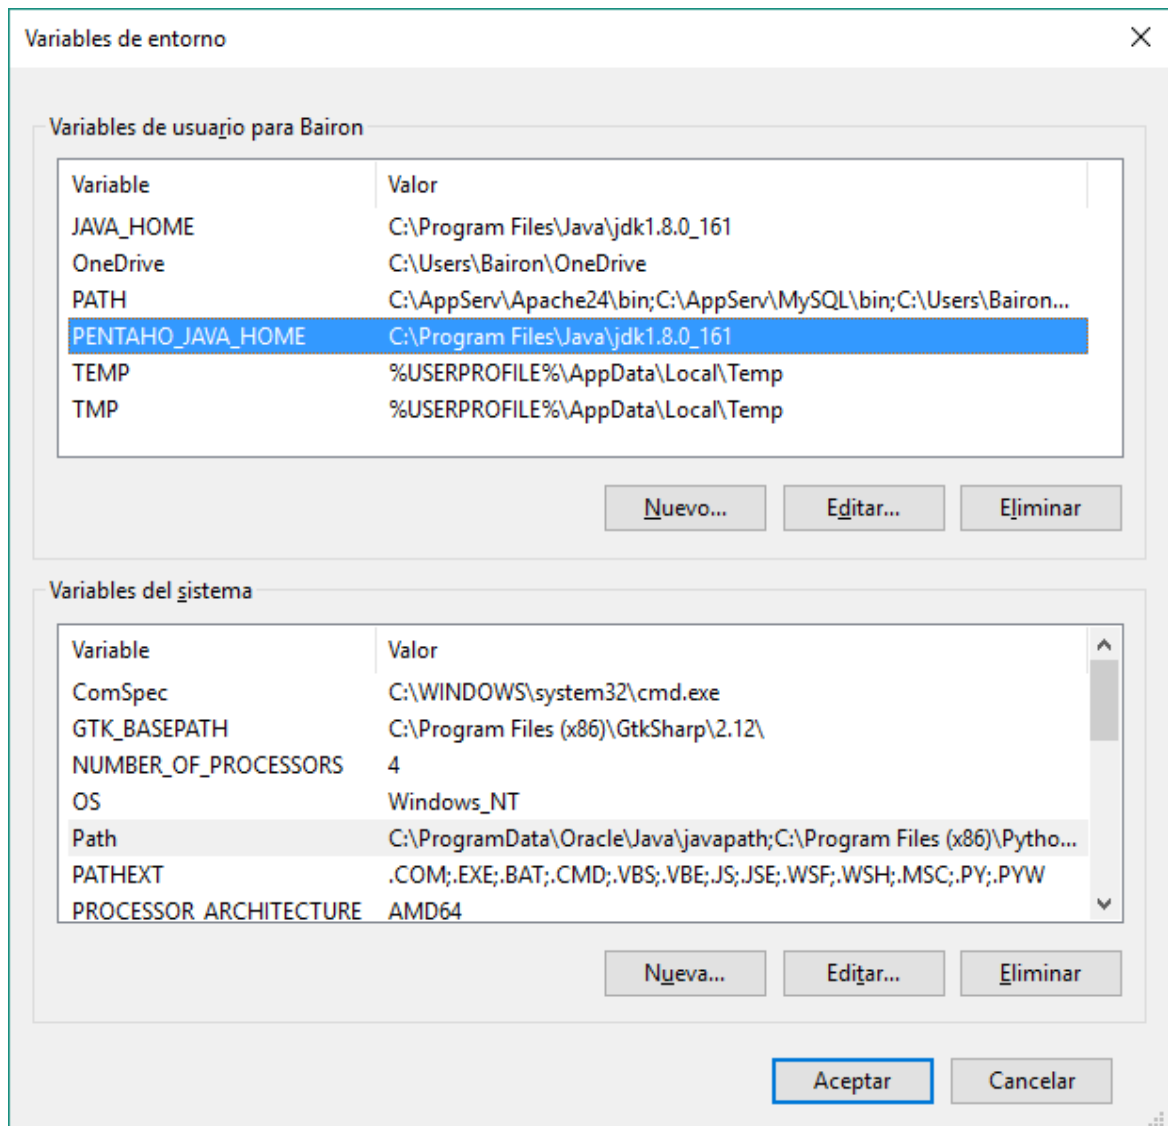 Variables de entorno
Variables de usuario para Bairon
Variable Valor
JAVA_HOME C:\Program Files\Java\jdk1.8.0_161
OneDrive C:\Users\Bairon\OneDrive
PATH C:\AppServ\Apache24\bin;C:\AppServ\MySQL\bin;C:\Users\Bairon...
PENTAHO_JAVA_HOME C:\Program Files\Java\jdk1.8.0_161
TEMP %USERPROFILE%\AppData\Local\Temp
TMP %USERPROFILE%\AppData\Local\Temp
Nuevo... Editar... Eliminar
Variables del sistema
Variable Valor
ComSpec C:\WINDOWS\system32\cmd.exe
GTK_BASEPATH C:\Program Files (x86)\GtkSharp\2.12\
NUMBER_OF_PROCESSORS 4
OS Windows_NT
Path C:\ProgramData\Oracle\Java\javapath;C:\Program Files (x86)\Pytho...
PATHEXT .COM;.EXE;.BAT;.CMD;.VBS;.VBE;.JS;.JSE;.WSF;.WSH;.MSC;.PY;.PYW
PROCESSOR_ARCHITECTURE AMD64
Nueva... Editar... Eliminar
Aceptar Cancelar